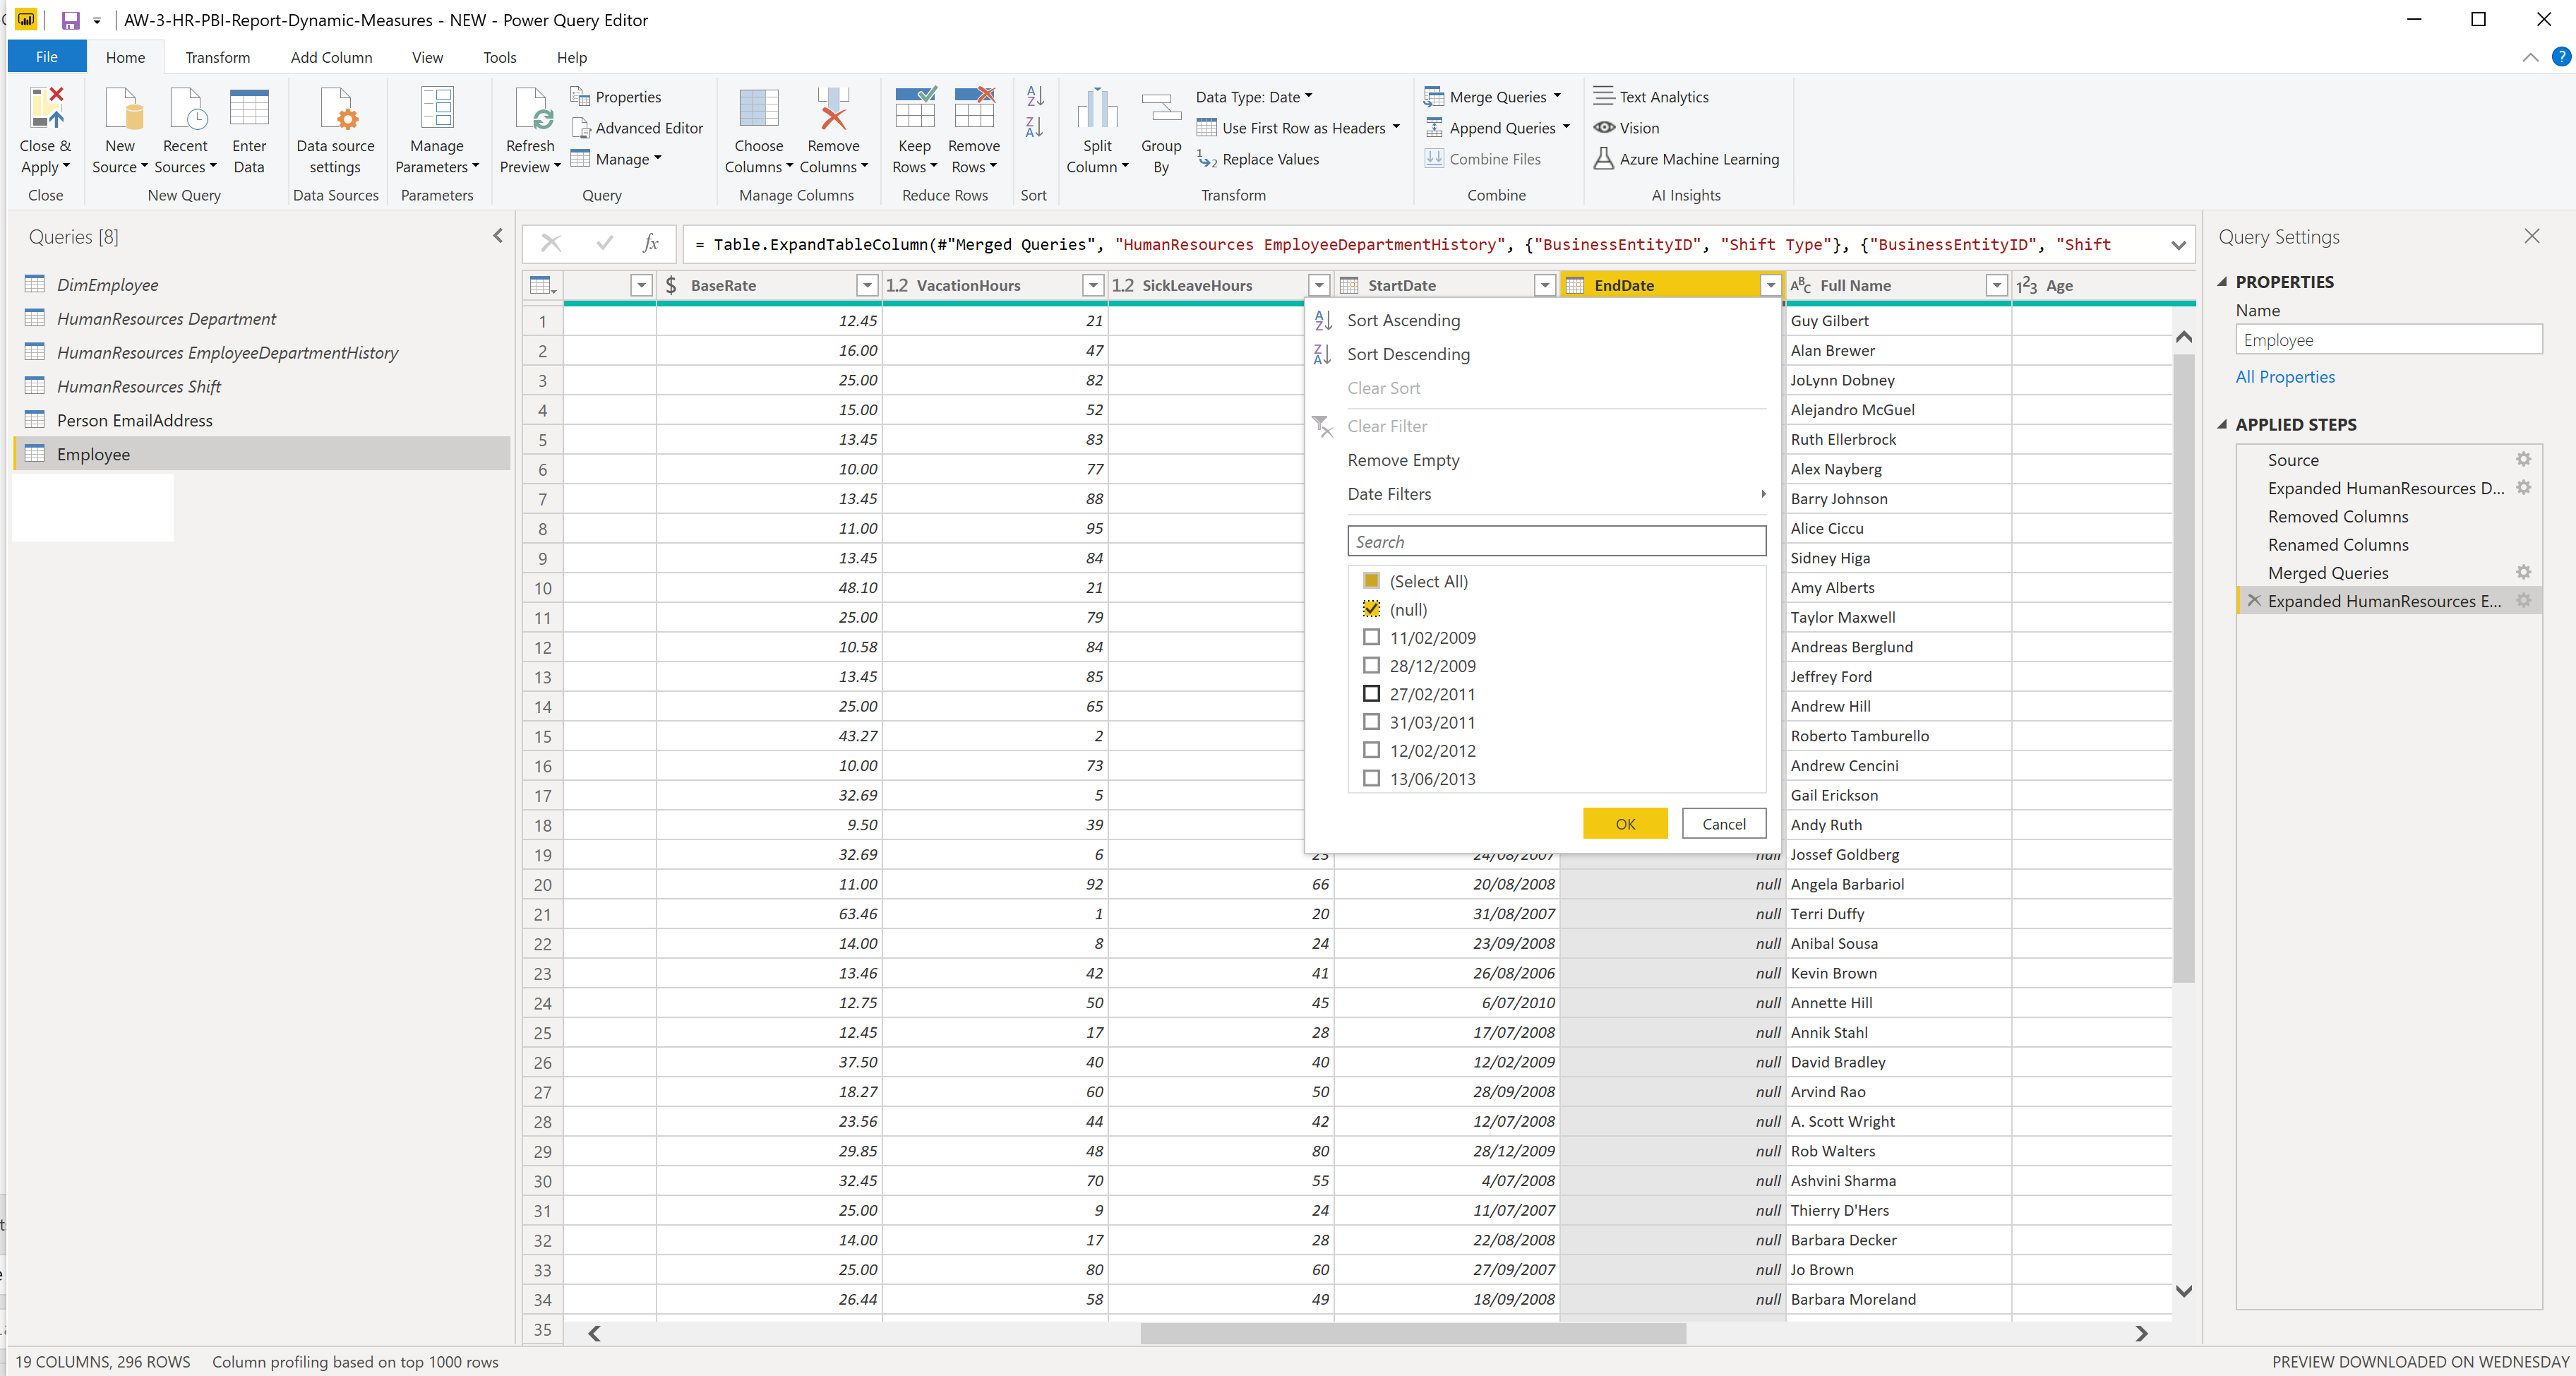 AW-3-HR-PBI-Report-Dynamic-Measures - NEW - Power Query Editor
File Home Transform Add Column View Tools Help
Close & Apply
Close
New Source
Recent Sources
Enter Data
New Query
Data source settings
Data Sources
Manage Parameters
Parameters
Refresh Preview
Properties
Advanced Editor
Manage
Query
Choose Columns
Remove Columns
Manage Columns
Keep Rows
Remove Rows
Reduce Rows
Sort
Split Column
Group By
Data Type: Date
Use First Row as Headers
Replace Values
Transform
Merge Queries
Append Queries
Combine Files
Combine
Text Analytics
Vision
Azure Machine Learning
AI Insights
Queries [8]
DimEmployee
HumanResources Department
HumanResources EmployeeDepartmentHistory
HumanResources Shift
Person EmailAddress
Employee
fx = Table.ExpandTableColumn(#"Merged Queries", "HumanResources EmployeeDepartmentHistory", {"BusinessEntityID", "Shift Type"}, {"BusinessEntityID", "Shift
$ BaseRate 1.2 VacationHours 1.2 SickLeaveHours StartDate EndDate ABC Full Name 123 Age
1 12.45 21 Guy Gilbert
2 16.00 47 Alan Brewer
3 25.00 82 JoLynn Dobney
4 15.00 52 Alejandro McGuel
5 13.45 83 Ruth Ellerbrock
6 10.00 77 Alex Nayberg
7 13.45 88 Barry Johnson
8 11.00 95 Alice Ciccu
9 13.45 84 Sidney Higa
10 48.10 21 Amy Alberts
11 25.00 79 Taylor Maxwell
12 10.58 84 Andreas Berglund
13 13.45 85 Jeffrey Ford
14 25.00 65 Andrew Hill
15 43.27 2 Roberto Tamburello
16 10.00 73 Andrew Cencini
17 32.69 5 Gail Erickson
18 9.50 39 Andy Ruth
19 32.69 6 23 24/08/2007 null Jossef Goldberg
20 11.00 92 66 20/08/2008 null Angela Barbariol
21 63.46 1 20 31/08/2007 null Terri Duffy
22 14.00 8 24 23/09/2008 null Anibal Sousa
23 13.46 42 41 26/08/2006 null Kevin Brown
24 12.75 50 45 6/07/2010 null Annette Hill
25 12.45 17 28 17/07/2008 null Annik Stahl
26 37.50 40 40 12/02/2009 null David Bradley
27 18.27 60 50 28/09/2008 null Arvind Rao
28 23.56 44 42 12/07/2008 null A. Scott Wright
29 29.85 48 80 28/12/2009 null Rob Walters
30 32.45 70 55 4/07/2008 null Ashvini Sharma
31 25.00 9 24 11/07/2007 null Thierry D'Hers
32 14.00 17 28 22/08/2008 null Barbara Decker
33 25.00 80 60 27/09/2007 null Jo Brown
34 26.44 58 49 18/09/2008 null Barbara Moreland
35
Sort Ascending
Sort Descending
Clear Sort
Clear Filter
Remove Empty
Date Filters
Search
(Select All)
(null)
11/02/2009
28/12/2009
27/02/2011
31/03/2011
12/02/2012
13/06/2013
OK Cancel
Query Settings
PROPERTIES
Name
Employee
All Properties
APPLIED STEPS
Source
Expanded HumanResources D...
Removed Columns
Renamed Columns
Merged Queries
Expanded HumanResources E...
19 COLUMNS, 296 ROWS Column profiling based on top 1000 rows
PREVIEW DOWNLOADED ON WEDNESDAY